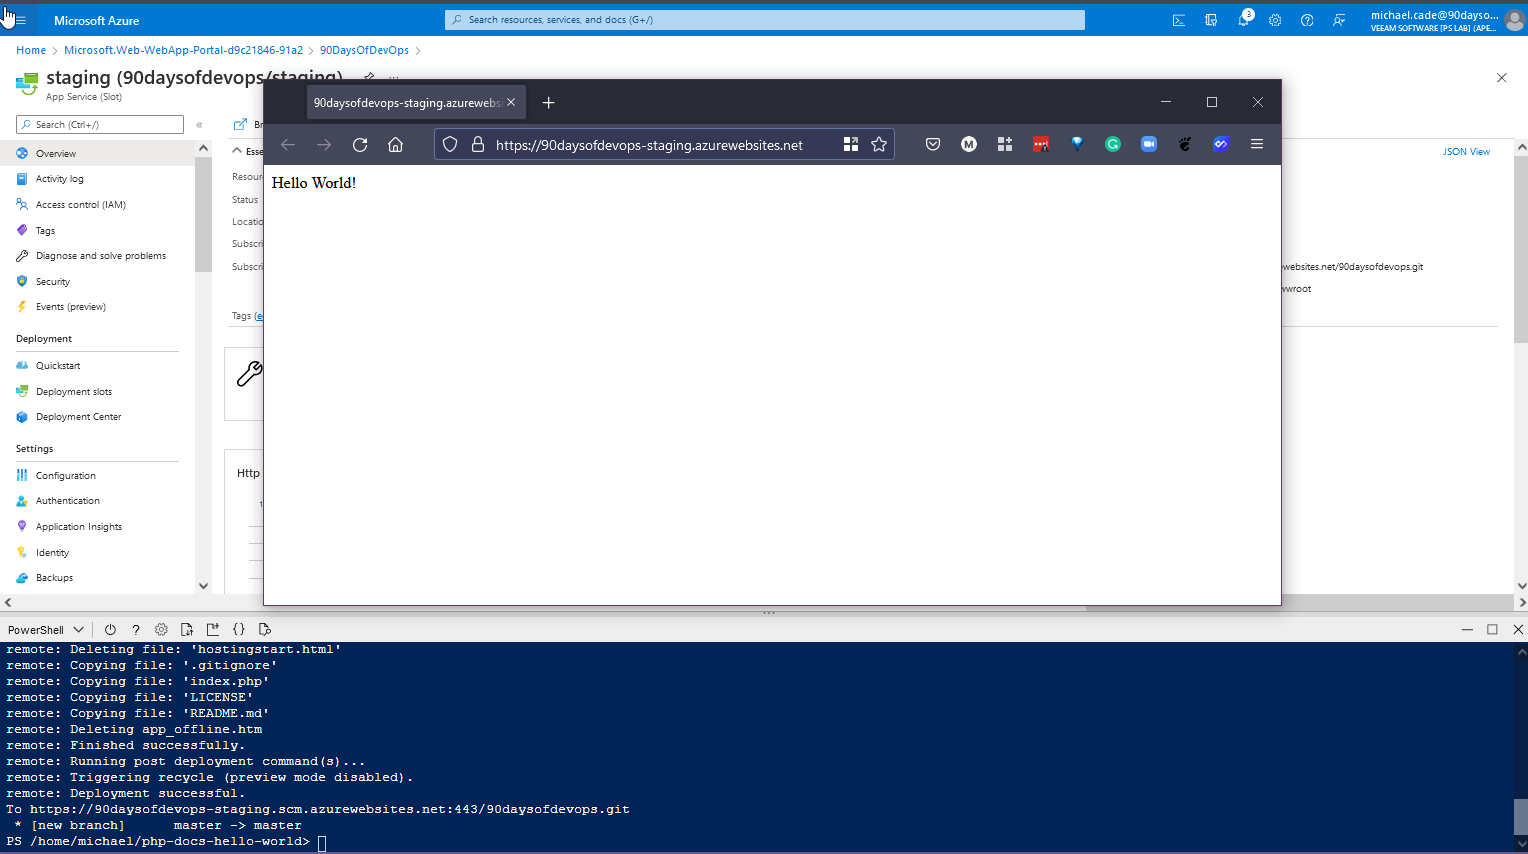 Microsoft Azure
Search resources, services, and docs (G+/)
3
michael.cade@90dayso...
VEEAM SOFTWARE [PS LAB] (APE...
Home > Microsoft.Web-WebApp-Portal-d9c21846-91a2 > 90DaysOfDevOps >
staging (90daysofdevops/staging)
App Service (Slot)
Search (Ctrl+/)
Overview
Activity log
Access control (IAM)
Tags
Diagnose and solve problems
Security
Events (preview)
Deployment
Quickstart
Deployment slots
Deployment Center
Settings
Configuration
Authentication
Application Insights
Identity
Backups
Br
Esse
Resour
Status
Locatio
Subscri
Subscri
Tags (e
Http
1
JSON View
websites.net/90daysofdevops.git
wroot
90daysofdevops-staging.azurewebsi
https://90daysofdevops-staging.azurewebsites.net
Hello World!
PowerShell
remote: Deleting file: 'hostingstart.html'
remote: Copying file: '.gitignore'
remote: Copying file: 'index.php'
remote: Copying file: 'LICENSE'
remote: Copying file: 'README.md'
remote: Deleting app_offline.htm
remote: Finished successfully.
remote: Running post deployment command(s)...
remote: Triggering recycle (preview mode disabled).
remote: Deployment successful.
To https://90daysofdevops-staging.scm.azurewebsites.net:443/90daysofdevops.git
* [new branch] master -> master
PS /home/michael/php-docs-hello-world>